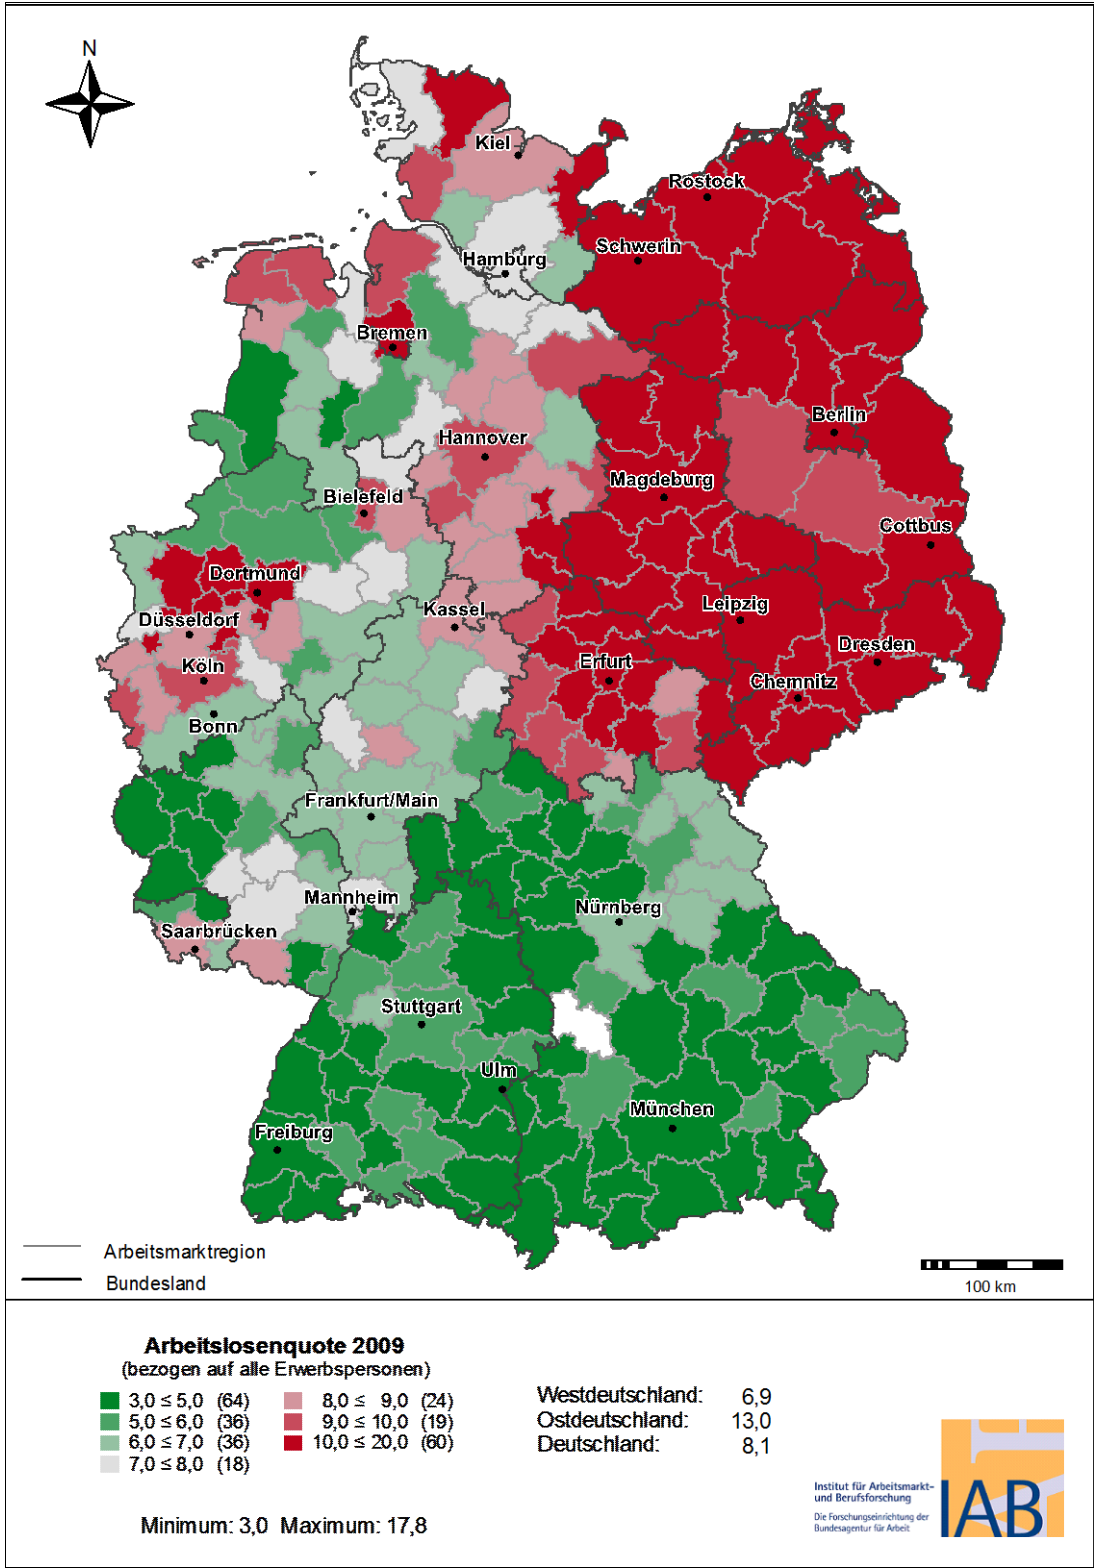 N
Kiel
Rostock
Schwerin
Hamburg
Bremen
Berlin
Hannover
Magdeburg
Bielefeld
Cottbus
Dortmund
Leipzig
Kassel
Düsseldorf
Dresden
Köln
Erfurt
Chemnitz
Bonn
Frankfurt/Main
Mannheim
Nürnberg
Saarbrücken
Stuttgart
Ulm
München
Freiburg
Arbeitsmarktregion
Bundesland
100 km
Arbeitslosenquote 2009
(bezogen auf alle Erwerbspersonen)
3,0 ≤ 5,0 (64)
5,0 ≤ 6,0 (36)
6,0 ≤ 7,0 (36)
7,0 ≤ 8,0 (18)
8,0 ≤ 9,0 (24)
9,0 ≤ 10,0 (19)
10,0 ≤ 20,0 (60)
Minimum: 3,0 Maximum: 17,8
Westdeutschland: 6,9
Ostdeutschland: 13,0
Deutschland: 8,1
Institut für Arbeitsmarkt-
und Berufsforschung
Die Forschungseinrichtung der
Bundesagentur für Arbeit
IAB